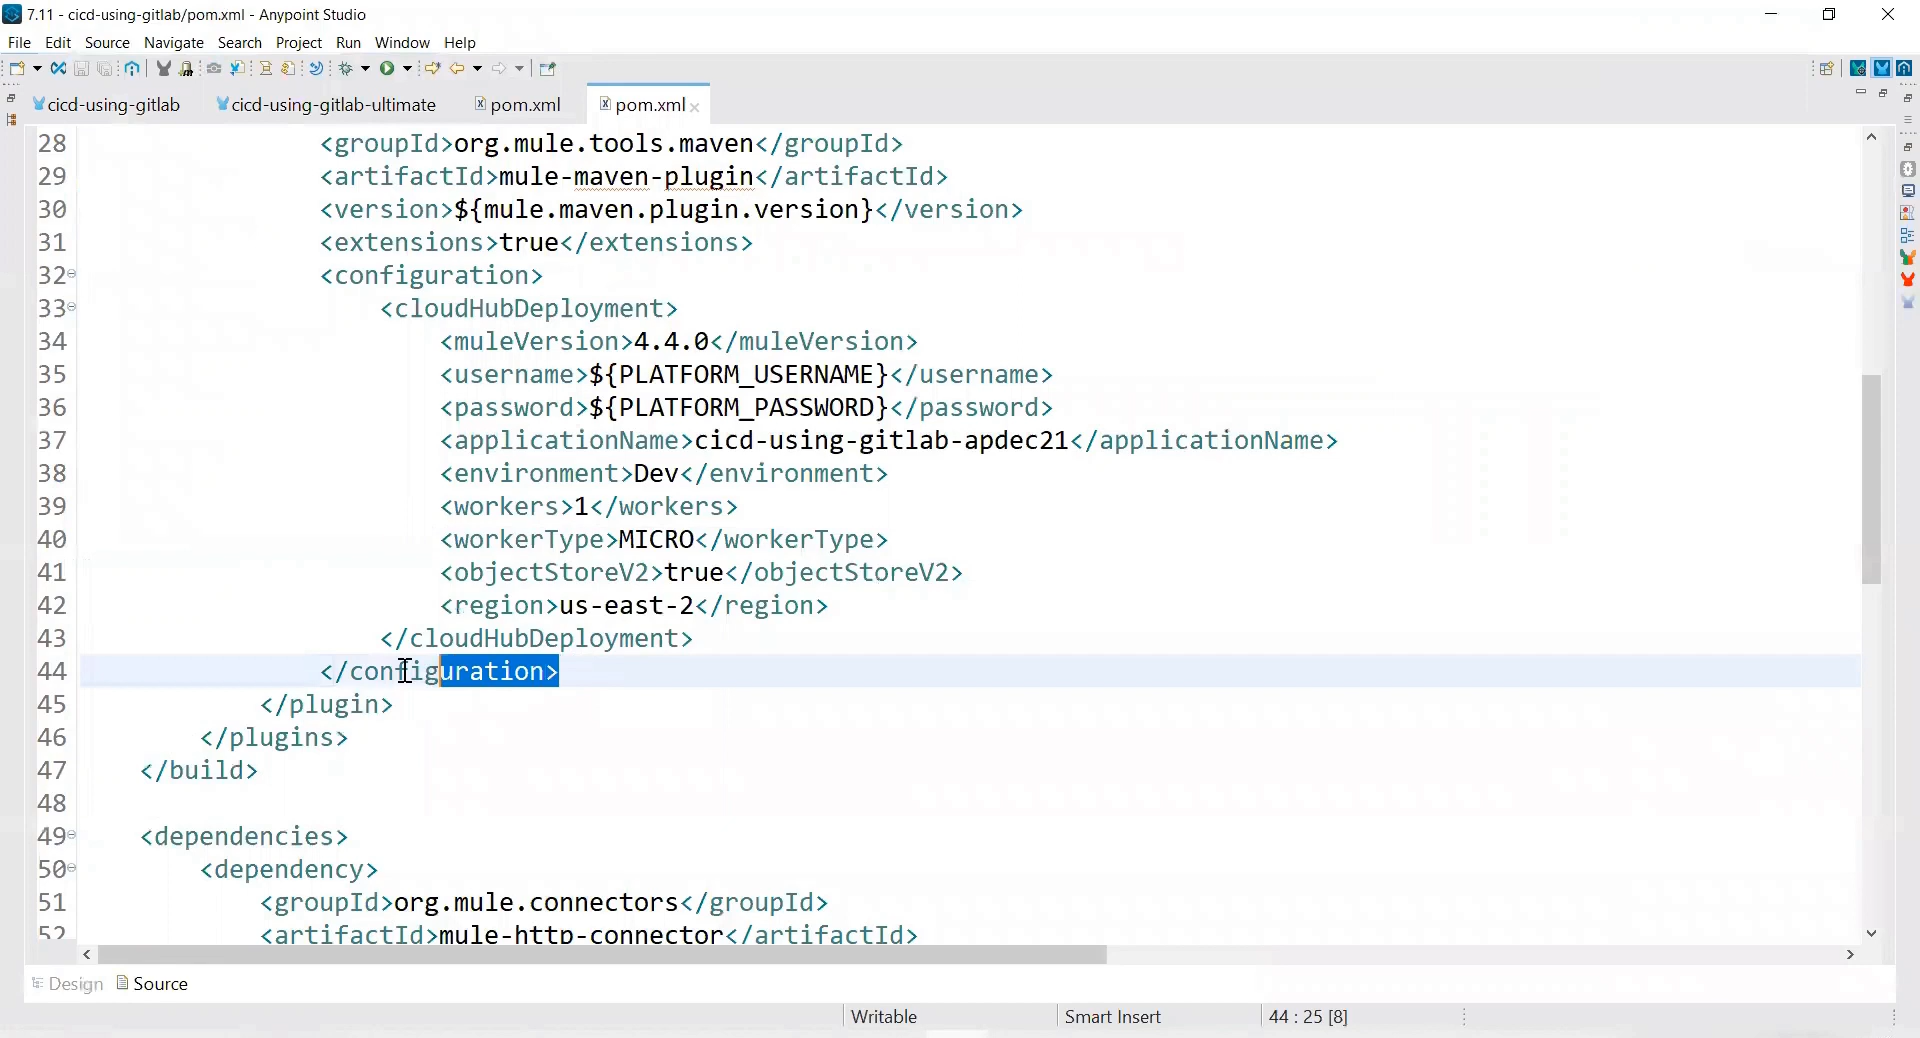 7.11 - cicd-using-gitlab/pom.xml - Anypoint Studio
File Edit Source Navigate Search Project Run Window Help
cicd-using-gitlab cicd-using-gitlab-ultimate pom.xml pom.xml
28 <groupId>org.mule.tools.maven</groupId>
29 <artifactId>mule-maven-plugin</artifactId>
30 <version>${mule.maven.plugin.version}</version>
31 <extensions>true</extensions>
32 <configuration>
33 <cloudHubDeployment>
34 <muleVersion>4.4.0</muleVersion>
35 <username>${PLATFORM_USERNAME}</username>
36 <password>${PLATFORM_PASSWORD}</password>
37 <applicationName>cicd-using-gitlab-apdec21</applicationName>
38 <environment>Dev</environment>
39 <workers>1</workers>
40 <workerType>MICRO</workerType>
41 <objectStoreV2>true</objectStoreV2>
42 <region>us-east-2</region>
43 </cloudHubDeployment>
44 </configuration>
45 </plugin>
46 </plugins>
47 </build>
48
49 <dependencies>
50 <dependency>
51 <groupId>org.mule.connectors</groupId>
52 <artifactId>mule-http-connector</artifactId>
Design Source
Writable Smart Insert 44 : 25 [8]